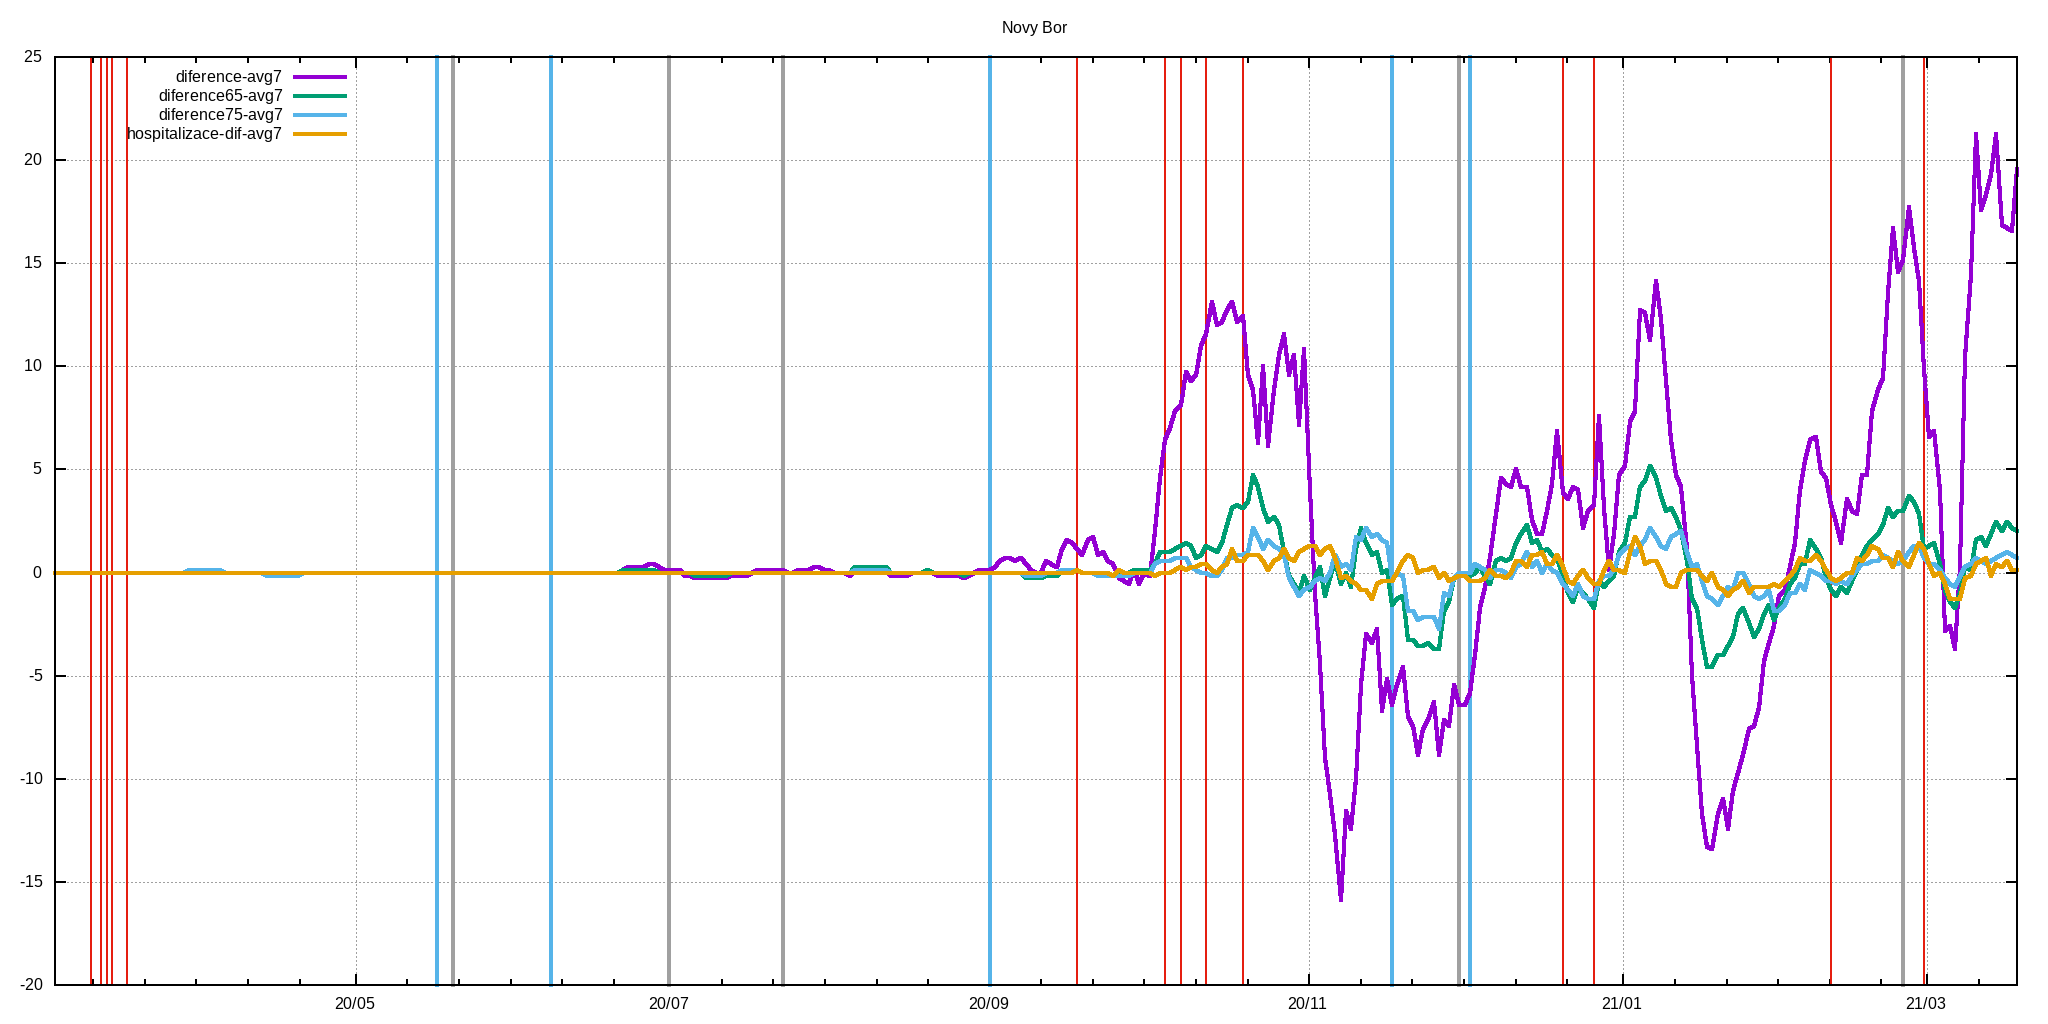 Novy Bor
25
20
15
10
5
0
-5
-10
-15
-20
diference-avg7
diference65-avg7
diference75-avg7
hospitalizace-dif-avg7
20/05 20/07 20/09 20/11 21/01 21/03